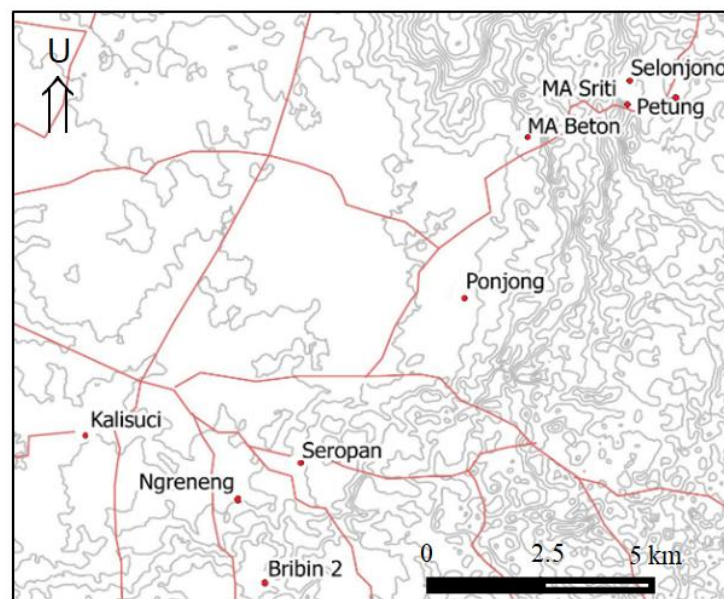 U
Selonjono
MA Sriti
Petung
MA Beton
Ponjong
Kalisuci
Seropan
Ngreneng
Bribin 2
0 2.5 5 km